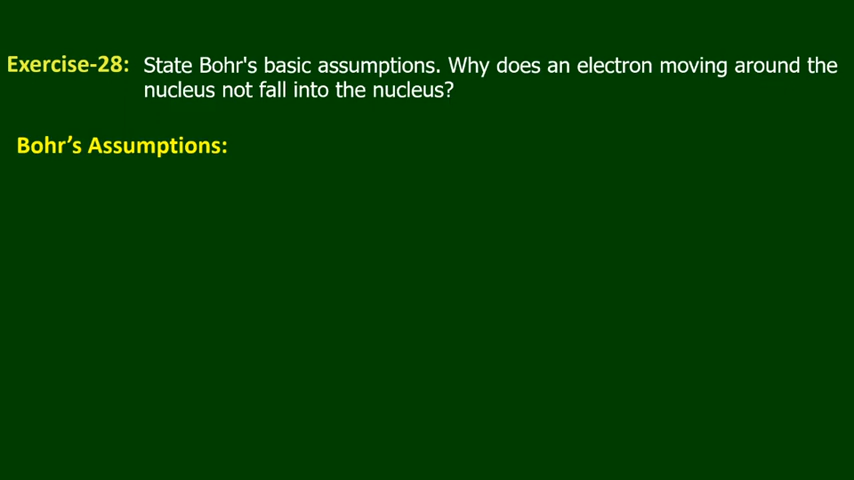 Exercise-28: State Bohr's basic assumptions. Why does an electron moving around the
nucleus not fall into the nucleus?
Bohr’s Assumptions: